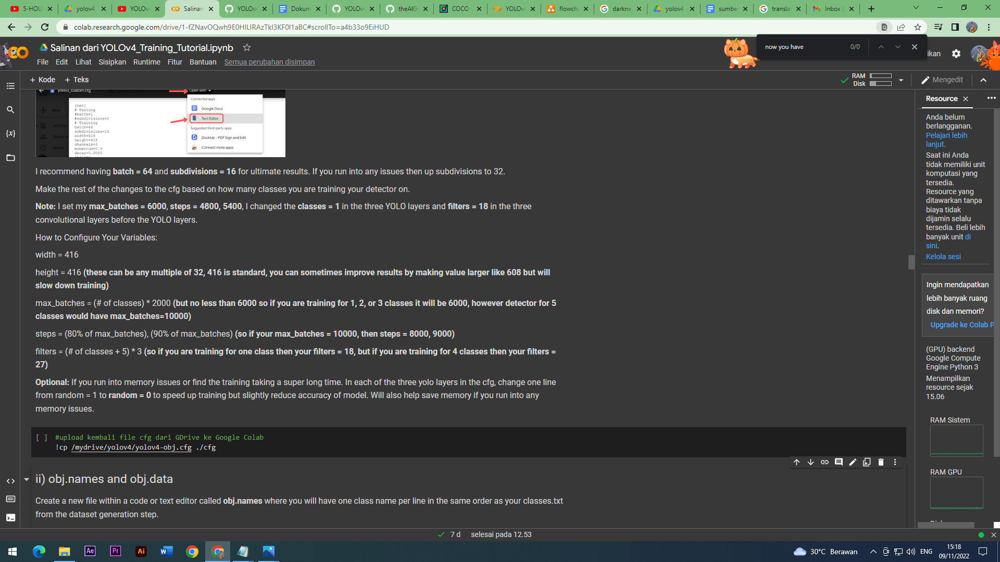 5-HOU
yolov4
YOLOv4
Salinan
YOLOv4
Dokum
YOLOv4
theAIGu
COCO -
YOLOv4
flowcha
darkne
yolov4
sumbe
translat
Inbox (
colab.research.google.com/drive/1-fZNavOQwh9E0HILIRAzTkI3KF0I1aBC#scrollTo=a4b33o9EiHUD
Salinan dari YOLOv4_Training_Tutorial.ipynb
now you have 0/0
ikan
File Edit Lihat Sisipkan Runtime Fitur Bantuan Semua perubahan disimpan
+ Kode + Teks
RAM
Disk
Mengedit
yolov3_custom.cfg
Open with
Connected apps
Google Docs
Text Editor
Suggested third-party apps
DocHub - PDF Sign and Edit
Connect more apps
[net]
# Testing
#batch=1
#subdivisions=1
# Training
batch=64
subdivisions=16
width=416
height=416
channels=3
momentum=0.9
decay=0.0005
I recommend having batch = 64 and subdivisions = 16 for ultimate results. If you run into any issues then up subdivisions to 32.
Make the rest of the changes to the cfg based on how many classes you are training your detector on.
Note: I set my max_batches = 6000, steps = 4800, 5400, I changed the classes = 1 in the three YOLO layers and filters = 18 in the three
convolutional layers before the YOLO layers.
How to Configure Your Variables:
width = 416
height = 416 (these can be any multiple of 32, 416 is standard, you can sometimes improve results by making value larger like 608 but will
slow down training)
max_batches = (# of classes) * 2000 (but no less than 6000 so if you are training for 1, 2, or 3 classes it will be 6000, however detector for 5
classes would have max_batches=10000)
steps = (80% of max_batches), (90% of max_batches) (so if your max_batches = 10000, then steps = 8000, 9000)
filters = (# of classes + 5) * 3 (so if you are training for one class then your filters = 18, but if you are training for 4 classes then your filters =
27)
Optional: If you run into memory issues or find the training taking a super long time. In each of the three yolo layers in the cfg, change one line
from random = 1 to random = 0 to speed up training but slightly reduce accuracy of model. Will also help save memory if you run into any
memory issues.
[ ] #upload kembali file cfg dari GDrive ke Google Colab
!cp /mydrive/yolov4/yolov4-obj.cfg ./cfg
ii) obj.names and obj.data
Create a new file within a code or text editor called obj.names where you will have one class name per line in the same order as your classes.txt
from the dataset generation step.
Resource
Anda belum
berlangganan.
Pelajari lebih
lanjut.
Saat ini Anda
tidak memiliki unit
komputasi yang
tersedia.
Resource yang
ditawarkan tanpa
biaya tidak
dijamin selalu
tersedia. Beli lebih
banyak unit di
sini.
Kelola sesi
Ingin mendapatkan
lebih banyak ruang
disk dan memori?
Upgrade ke Colab P
(GPU) backend
Google Compute
Engine Python 3
Menampilkan
resource sejak
15.06
RAM Sistem
RAM GPU
7 d selesai pada 12.53
Ae
Pr
Ai
30°C Berawan
ENG
15:18
09/11/2022